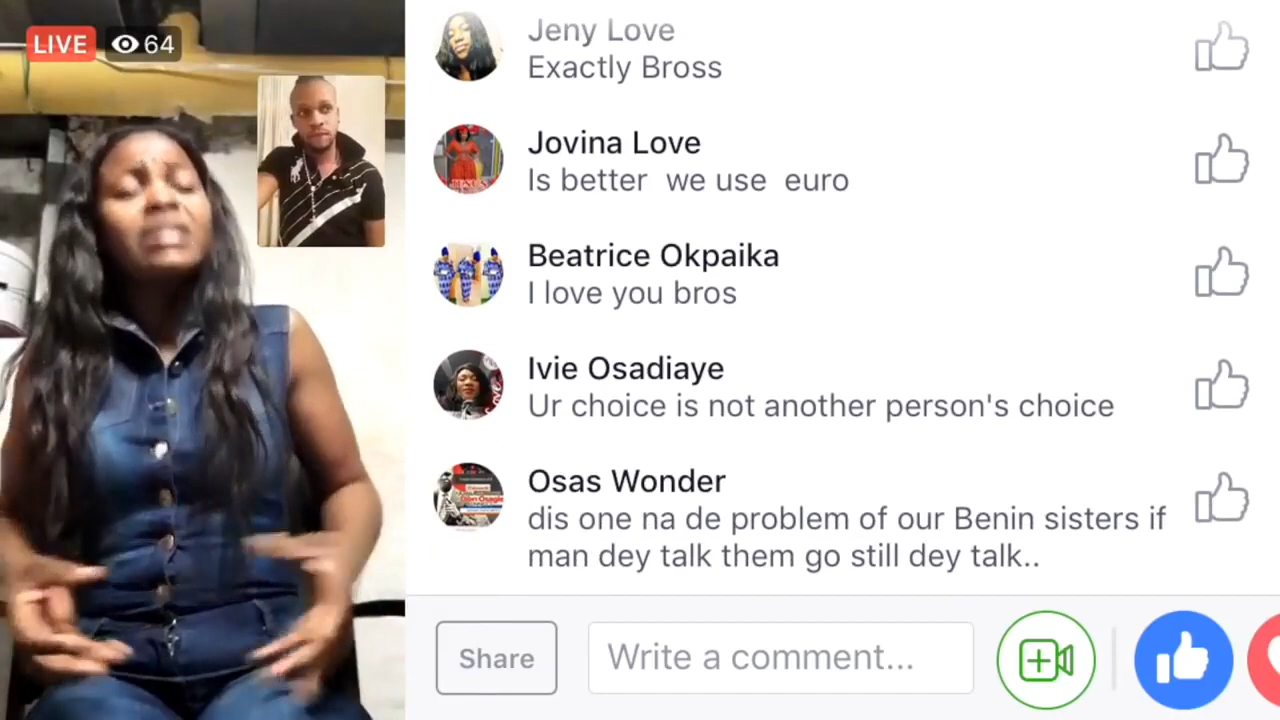 LIVE 64
Jeny Love
Exactly Bross
Jovina Love
Is better we use euro
Beatrice Okpaika
I love you bros
Ivie Osadiaye
Ur choice is not another person's choice
Osas Wonder
dis one na de problem of our Benin sisters if
man dey talk them go still dey talk..
Share
Write a comment...